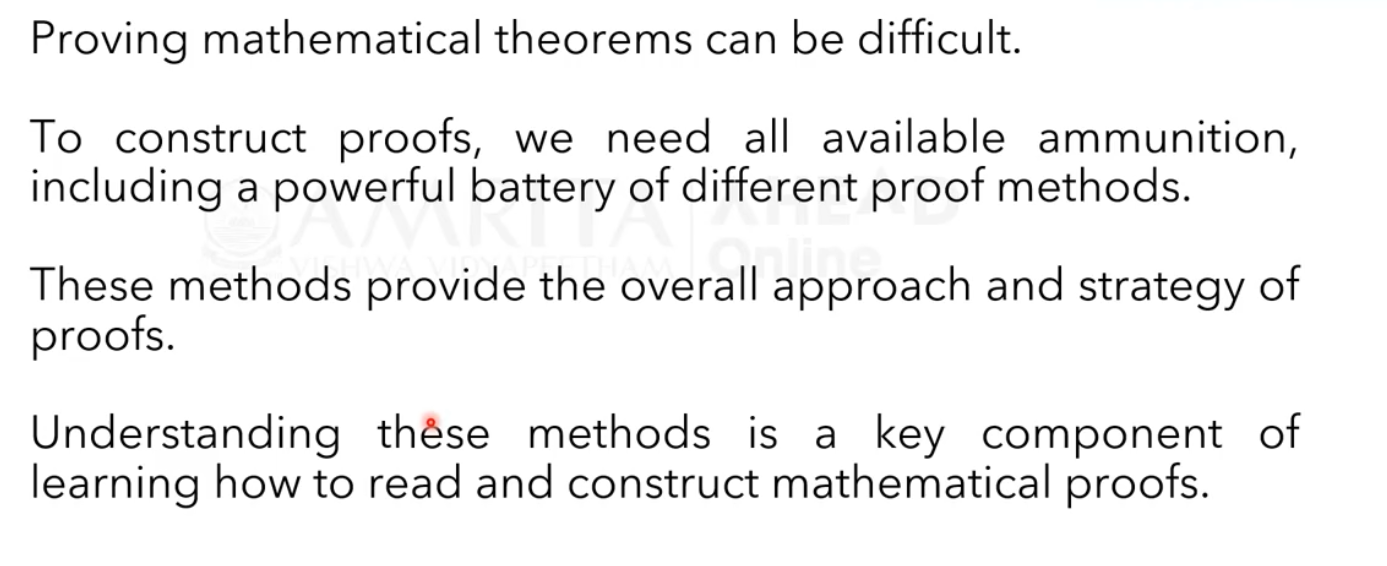 Proving mathematical theorems can be difficult.
To construct proofs, we need all available ammunition,
including a powerful battery of different proof methods.
AMRITA AHEAD
VISHWA VIDYAPEETHAM Online
These methods provide the overall approach and strategy of
proofs.
Understanding these methods is a key component of
learning how to read and construct mathematical proofs.